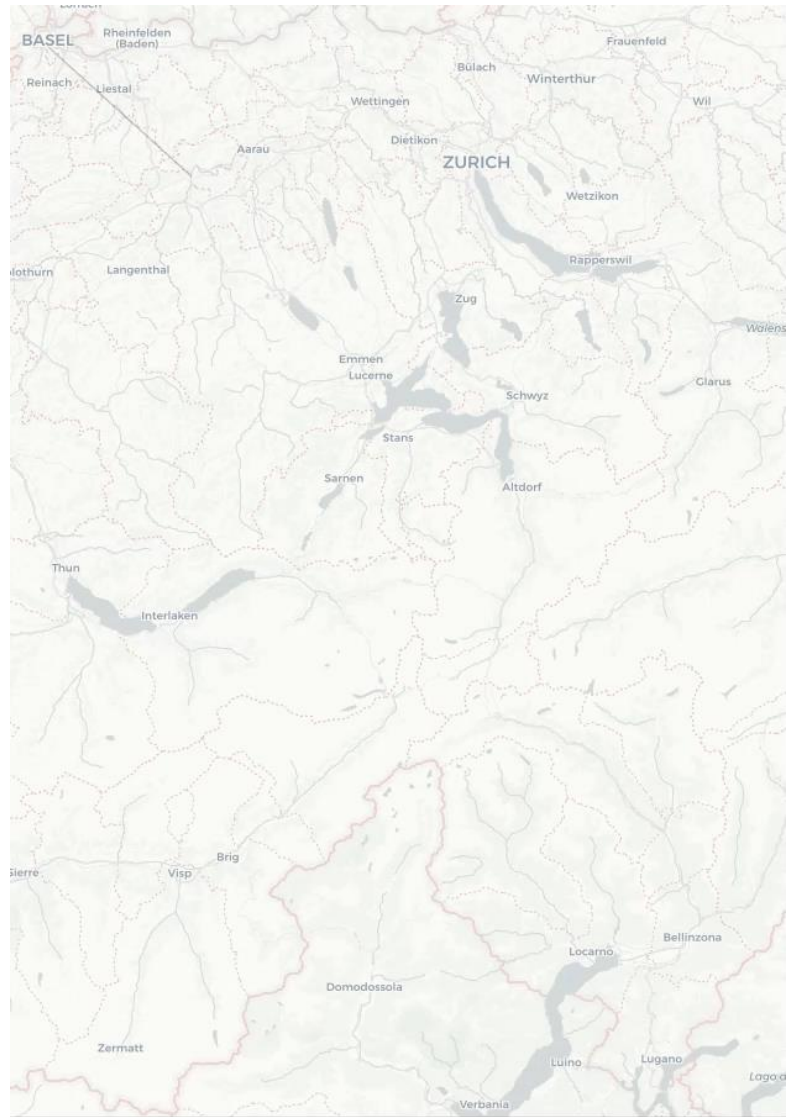 BASEL
Rheinfelden
(Baden)
Frauenfeld
Bülach
Winterthur
Reinach
Liestal
Wettingen
Wil
Aarau
Dietikon
ZURICH
Wetzikon
Rapperswil
Langenthal
Zug
Emmen
Lucerne
Glarus
Schwyz
Stans
Sarnen
Altdorf
Thun
Interlaken
Brig
Visp
Bellinzona
Locarno
Domodossola
Zermatt
Luino
Lugano
Verbania